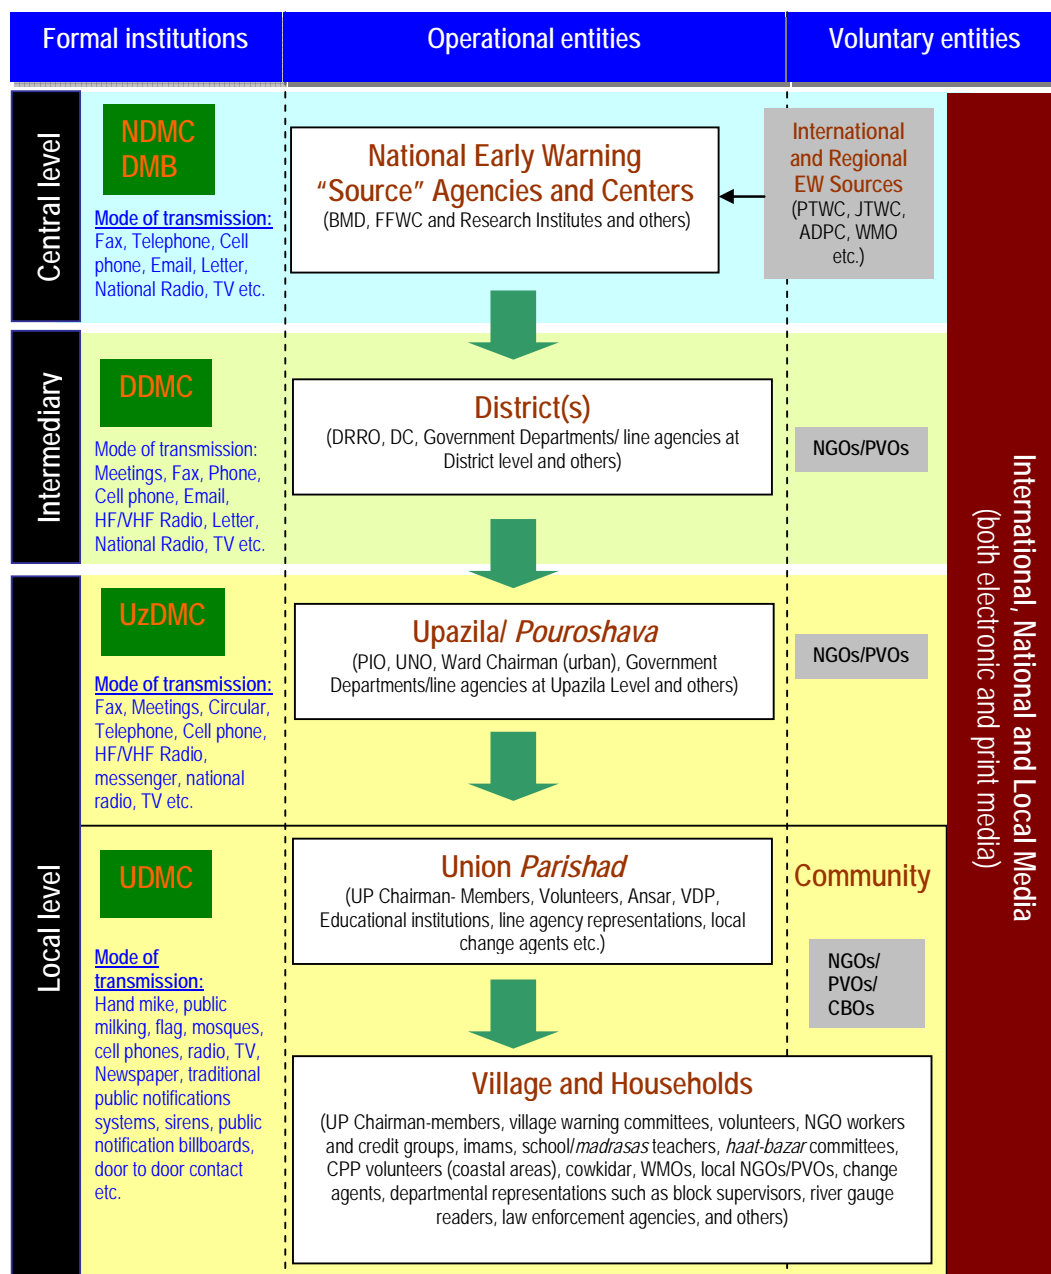 Formal institutions
Operational entities
Voluntary entities
Central level
NDMC
DMB
Mode of transmission:
Fax, Telephone, Cell
phone, Email, Letter,
National Radio, TV etc.
National Early Warning
“Source” Agencies and Centers
(BMD, FFWC and Research Institutes and others)
International
and Regional
EW Sources
(PTWC, JTWC,
ADPC, WMO
etc.)
Intermediary
DDMC
Mode of transmission:
Meetings, Fax, Phone,
Cell phone, Email,
HF/VHF Radio, Letter,
National Radio, TV etc.
District(s)
(DRRO, DC, Government Departments/ line agencies at
District level and others)
NGOs/PVOs
Local level
UzDMC
Mode of transmission:
Fax, Meetings, Circular,
Telephone, Cell phone,
HF/VHF Radio,
messenger, national
radio, TV etc.
Upazila/ Pouroshava
(PIO, UNO, Ward Chairman (urban), Government
Departments/line agencies at Upazila Level and others)
NGOs/PVOs
UDMC
Mode of
transmission:
Hand mike, public
milking, flag, mosques,
cell phones, radio, TV,
Newspaper, traditional
public notifications
systems, sirens, public
notification billboards,
door to door contact
etc.
Union Parishad
(UP Chairman- Members, Volunteers, Ansar, VDP,
Educational institutions, line agency representations, local
change agents etc.)
Community
NGOs/
PVOs/
CBOs
Village and Households
(UP Chairman-members, village warning committees, volunteers, NGO workers
and credit groups, imams, school/madrasas teachers, haat-bazar committees,
CPP volunteers (coastal areas), cowkidar, WMOs, local NGOs/PVOs, change
agents, departmental representations such as block supervisors, river gauge
readers, law enforcement agencies, and others)
International, National and Local Media
(both electronic and print media)